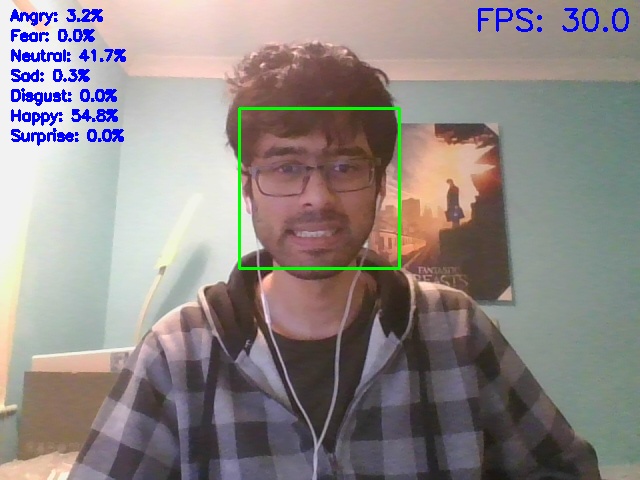 Angry: 3.2%
Fear: 0.0%
Neutral: 41.7%
Sad: 0.3%
Disgust: 0.0%
Happy: 54.8%
Surprise: 0.0%
FPS: 30.0
FANTASTIC
BEASTS